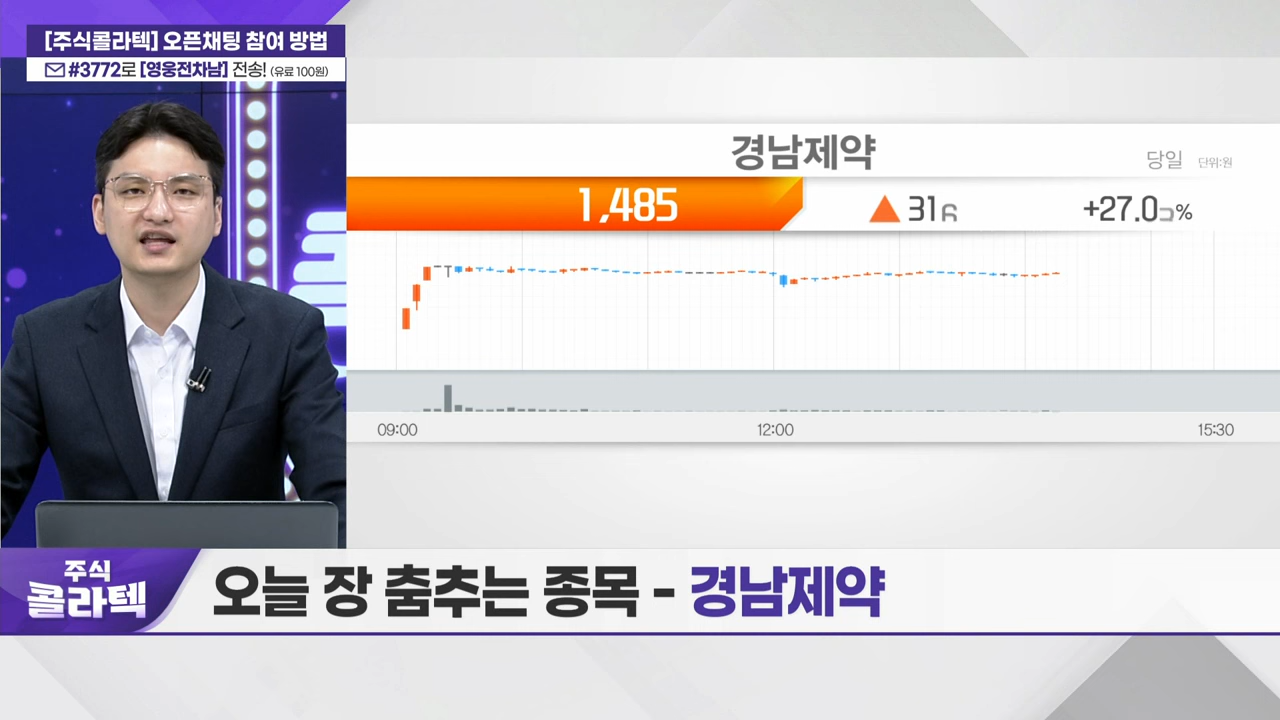 [주식콜라텍] 오픈채팅 참여 방법
#3772로 [영웅전차남] 전송! (유료 100원)
경남제약
당일 단위:원
1,485
▲
09:00 12:00 15:30
주식
콜라텍
오늘 장 춤추는 종목 - 경남제약